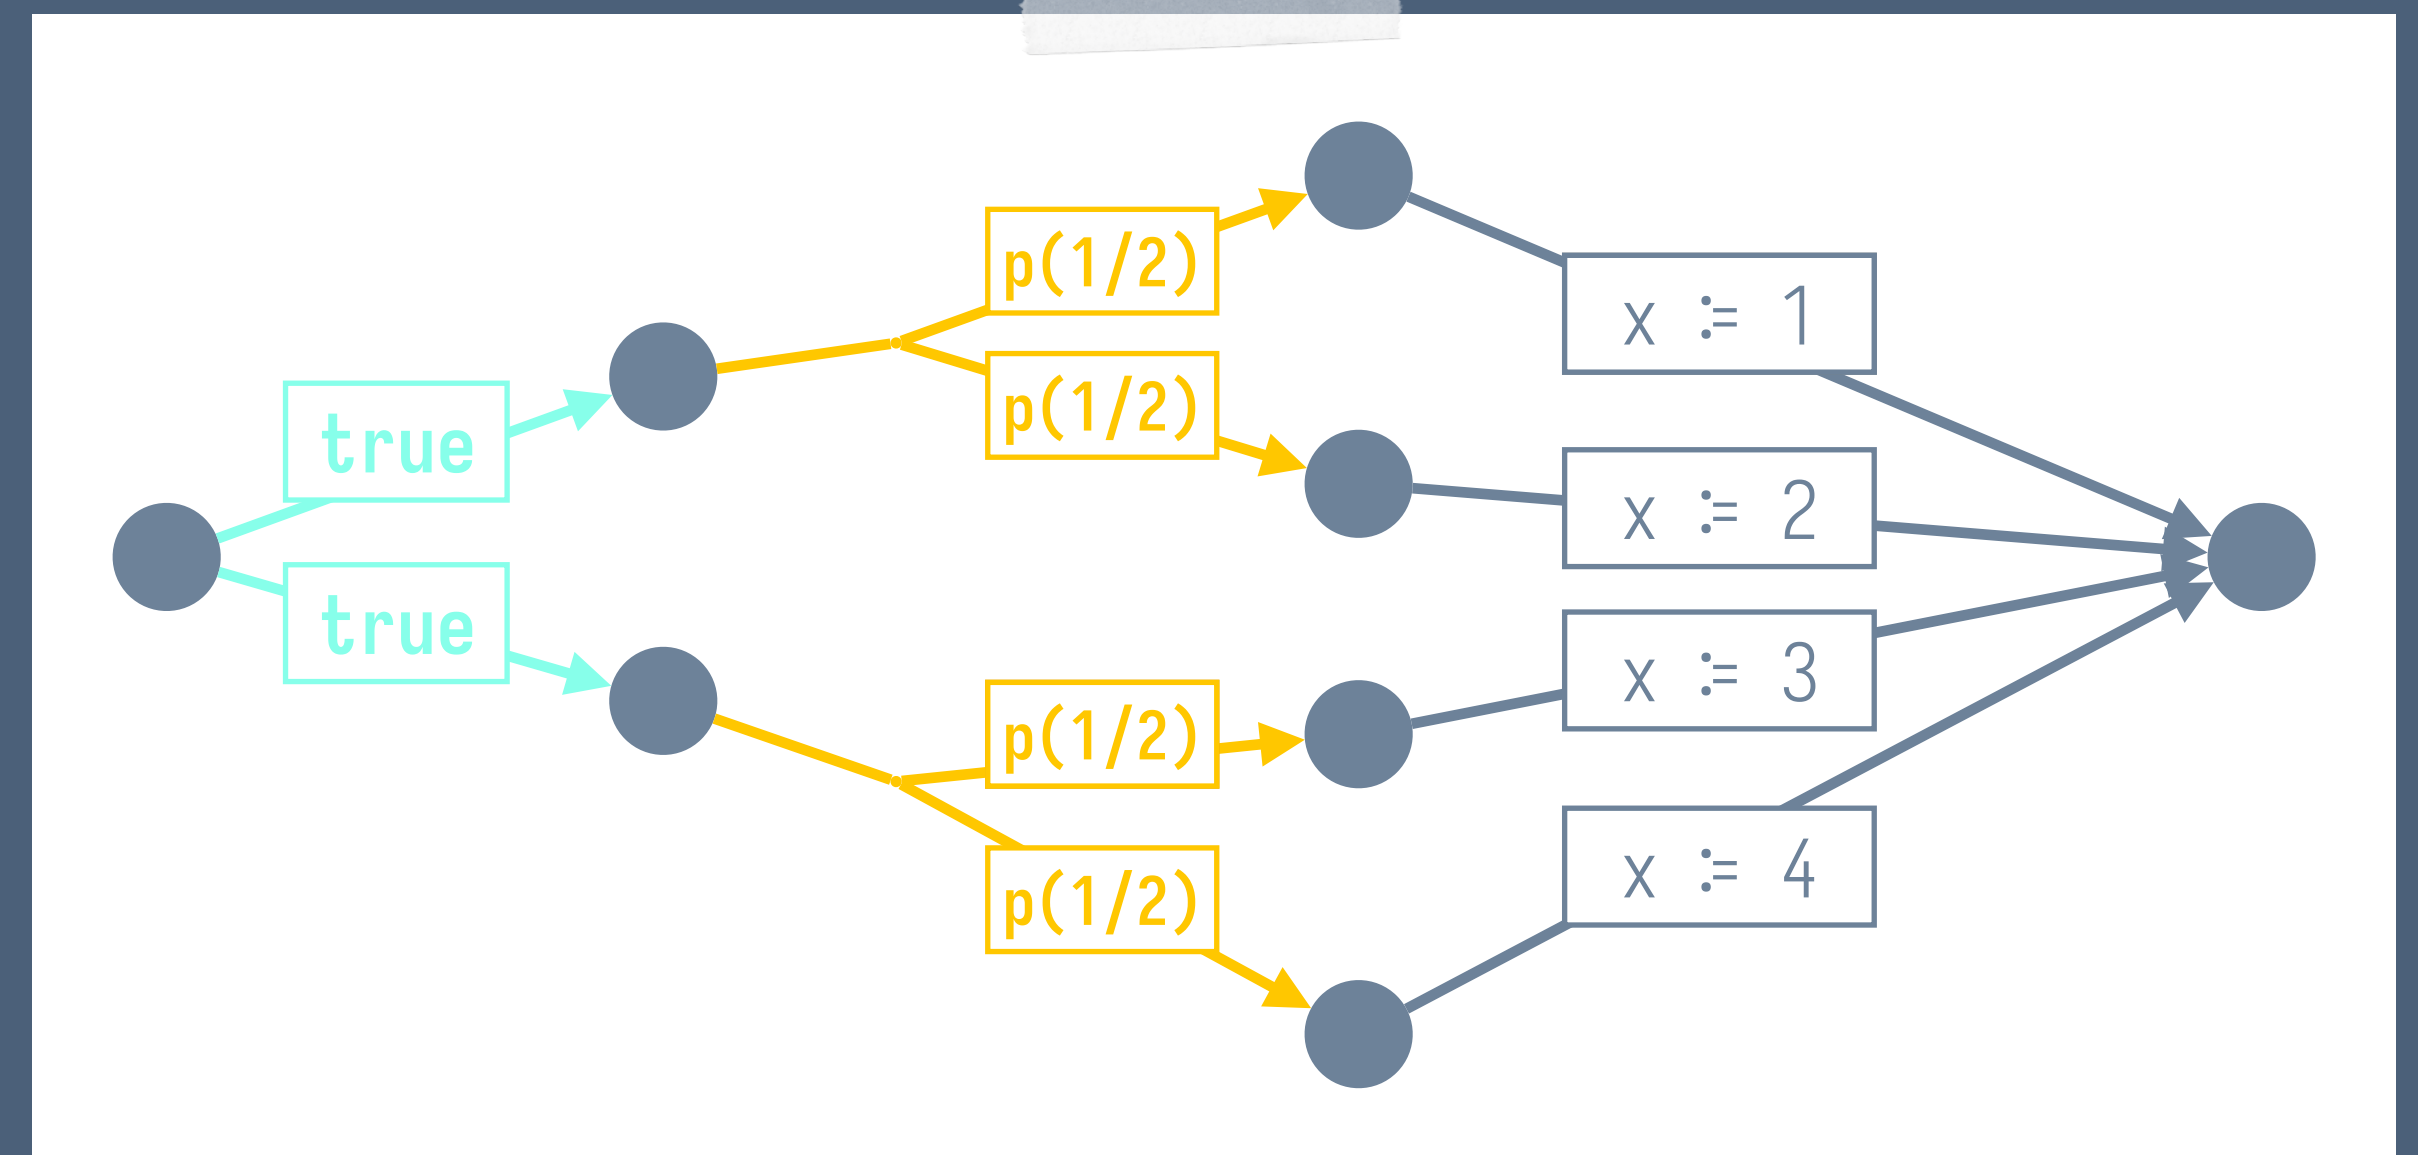 true
true
p(1/2)
p(1/2)
p(1/2)
p(1/2)
x := 1
x := 2
x := 3
x := 4